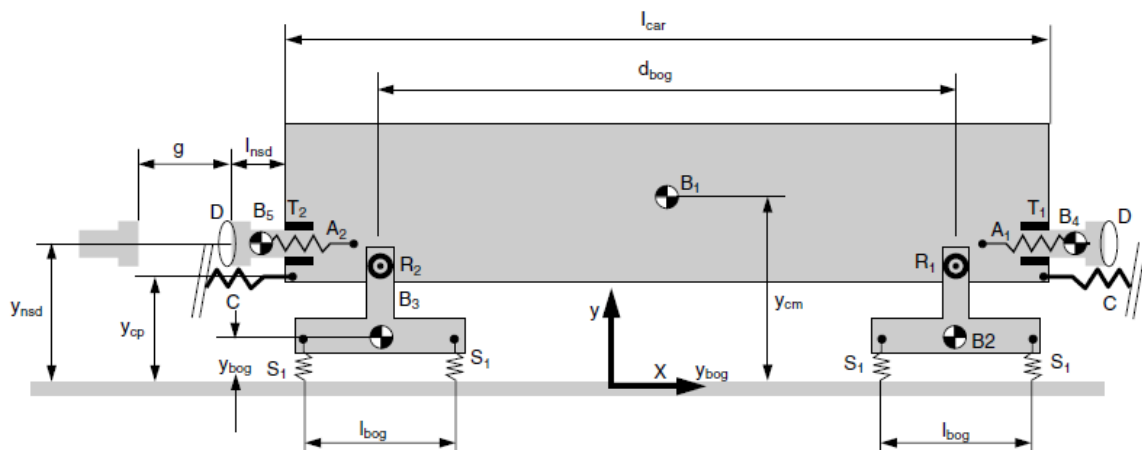 l_car
d_bog
g
l_nsd
B_1
D
B_5
T_2
A_2
T_1
A_1
B_4
D
R_2
R_1
C
C
y_nsd
y_cp
B_3
y_cm
y
B2
y_bog
S_1
S_1
X
y_bog
S_1
S_1
l_bog
l_bog